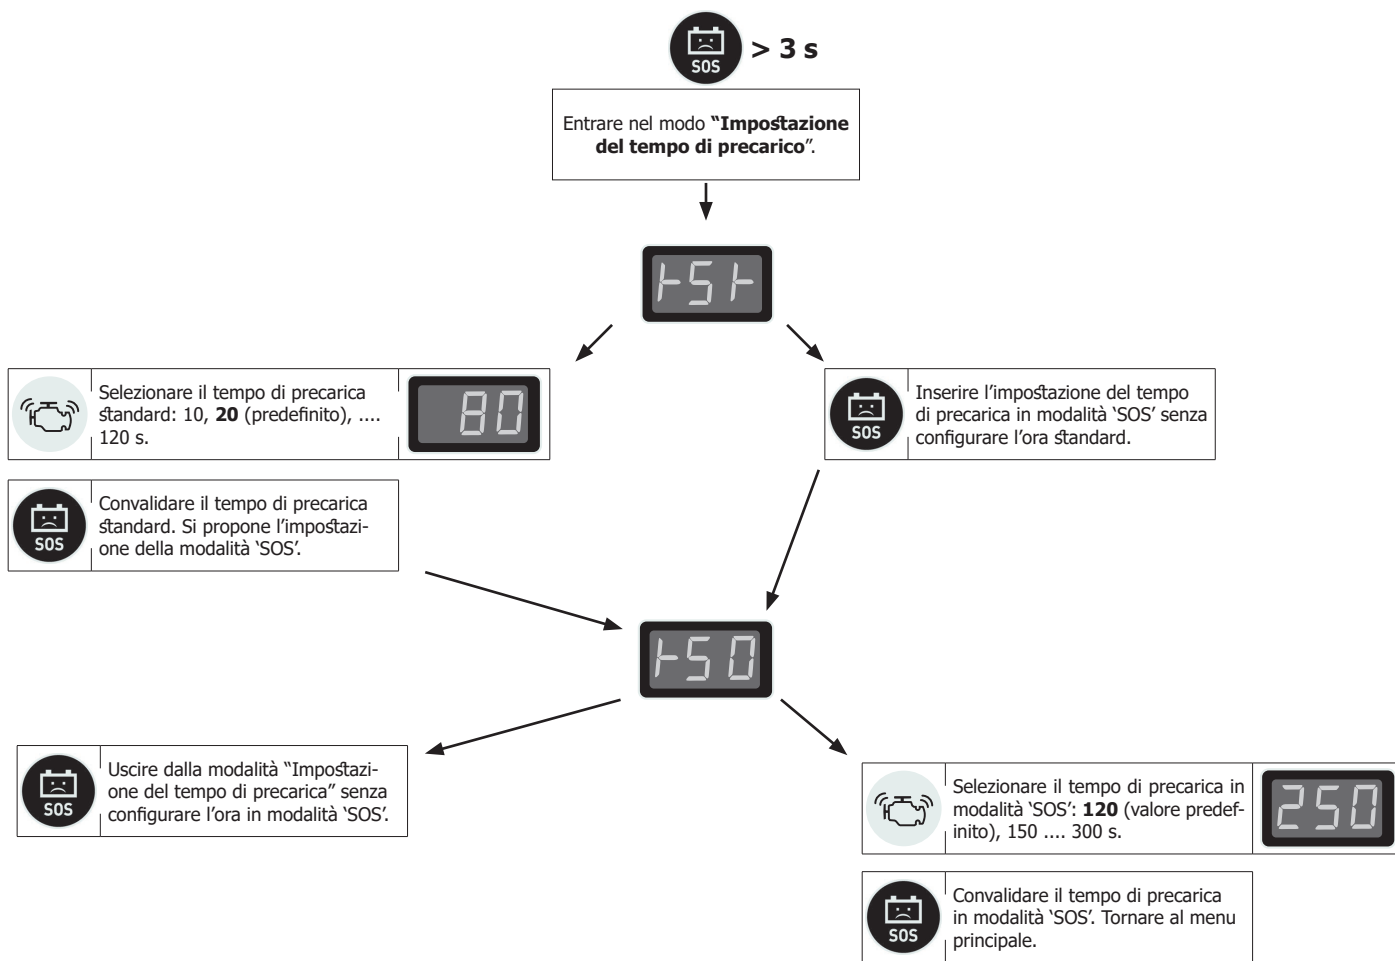 SOS
> 3 s
Entrare nel modo “Impostazione
del tempo di precarico”.
tSt
Selezionare il tempo di precarica
standard: 10, 20 (predefinito), ....
120 s.
80
SOS
Inserire l’impostazione del tempo
di precarica in modalità ‘SOS’ senza
configurare l’ora standard.
SOS
Convalidare il tempo di precarica
standard. Si propone l’impostazi-
one della modalità ‘SOS’.
tS0
SOS
Uscire dalla modalità “Impostazi-
one del tempo di precarica” senza
configurare l’ora in modalità ‘SOS’.
Selezionare il tempo di precarica in
modalità ‘SOS’: 120 (valore predef-
inito), 150 .... 300 s.
250
SOS
Convalidare il tempo di precarica
in modalità ‘SOS’. Tornare al menu
principale.